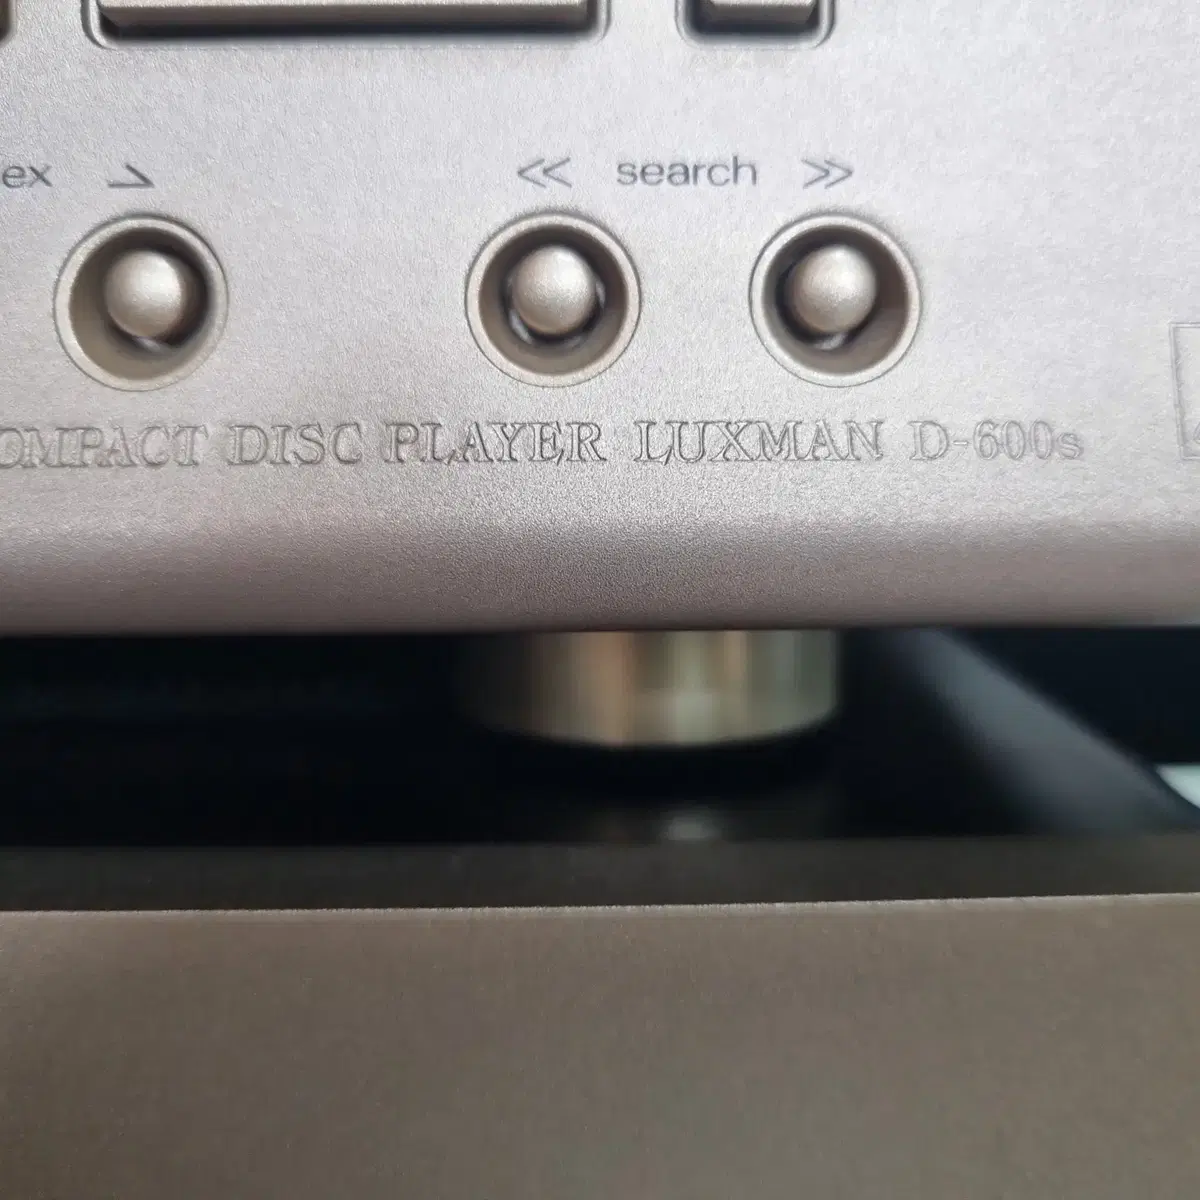 ex << search >>
OMPACT DISC PLAYER LUXMAN D-600s